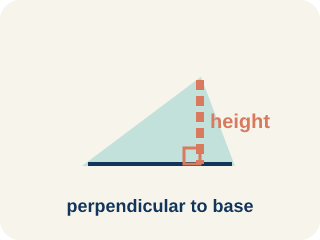 height
perpendicular to base